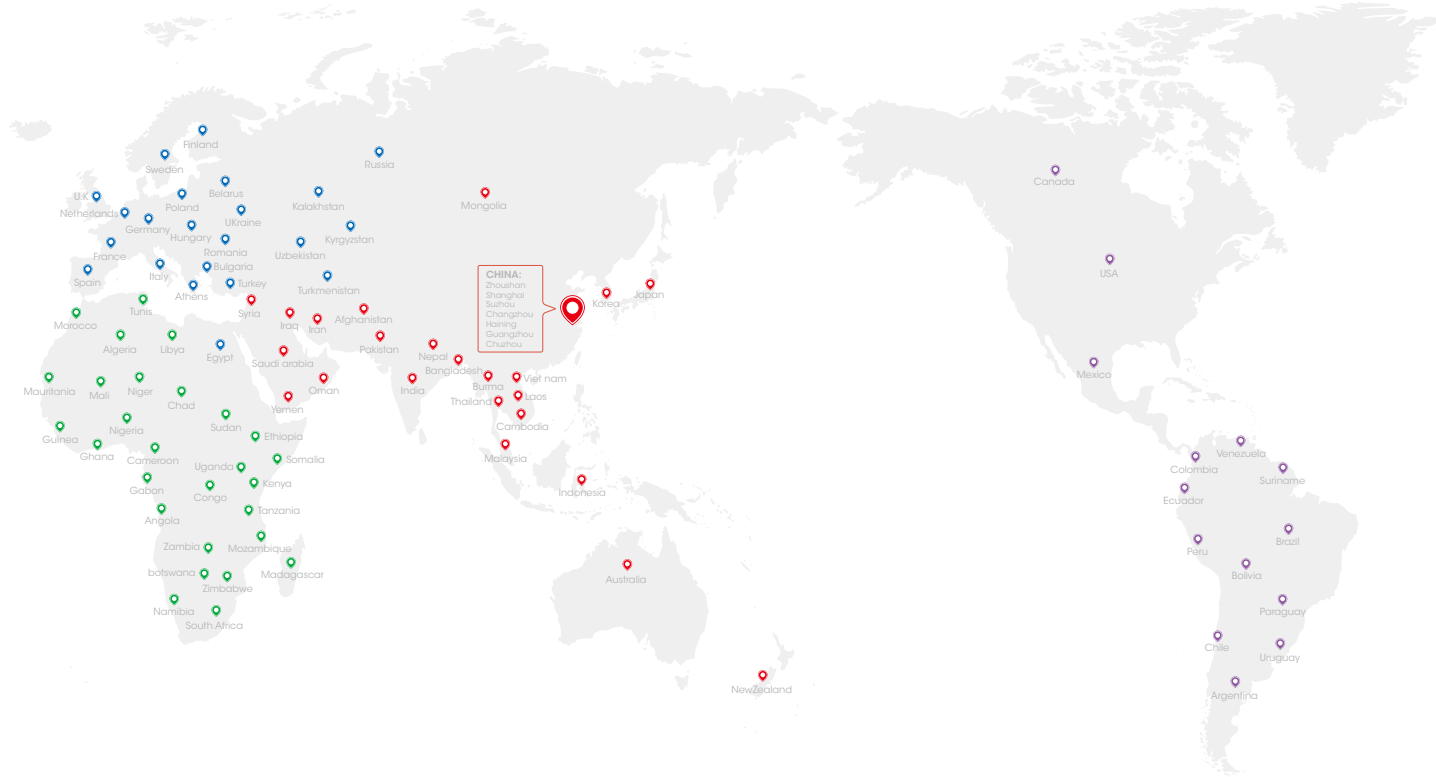 Finland
Sweden
Russia
Belarus
U.K
Poland
Kalakhstan
Mongolia
Netherlands
Germany
UKraine
Hungary
Kyrgyzstan
France
Romania
Uzbekistan
Italy
Bulgaria
Spain
Athens
Turkey
Turkmenistan
CHINA:
Zhoushan
Shanghai
Suzhou
Changzhou
Haining
Guangzhou
Chuzhou
Korea
Japan
Canada
USA
Mexico
Tunis
Morocco
Syria
Iraq
Iran
Afghanistan
Algeria
Libya
Egypt
Saudi arabia
Pakistan
Nepal
Bangladesh
Mauritania
Mali
Niger
Chad
Oman
Yemen
India
Burma
Viet nam
Thailand
Laos
Cambodia
Guinea
Nigeria
Sudan
Ethiopia
Ghana
Cameroon
Somalia
Uganda
Malaysia
Gabon
Congo
Kenya
Indonesia
Angola
Tanzania
Zambia
Mozambique
botswana
Zimbabwe
Madagascar
Namibia
South Africa
Australia
NewZealand
Venezuela
Colombia
Suriname
Ecuador
Peru
Brazil
Bolivia
Paraguay
Chile
Uruguay
Argentina